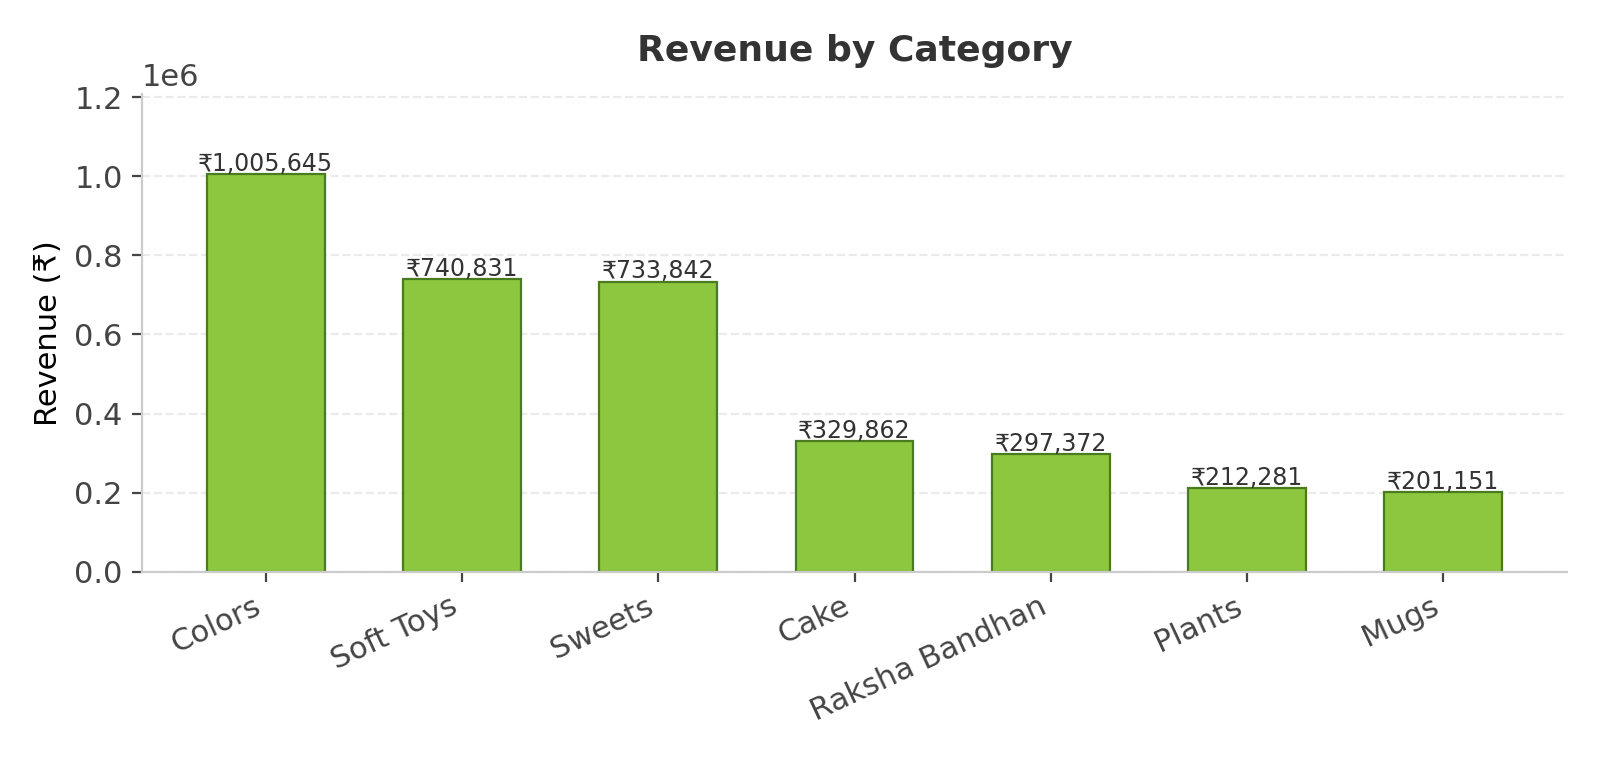 Revenue by Category
1e6
1.2
1.0
0.8
0.6
0.4
0.2
0.0
Revenue (₹)
₹1,005,645
₹740,831
₹733,842
₹329,862
₹297,372
₹212,281
₹201,151
Colors
Soft Toys
Sweets
Cake
Raksha Bandhan
Plants
Mugs